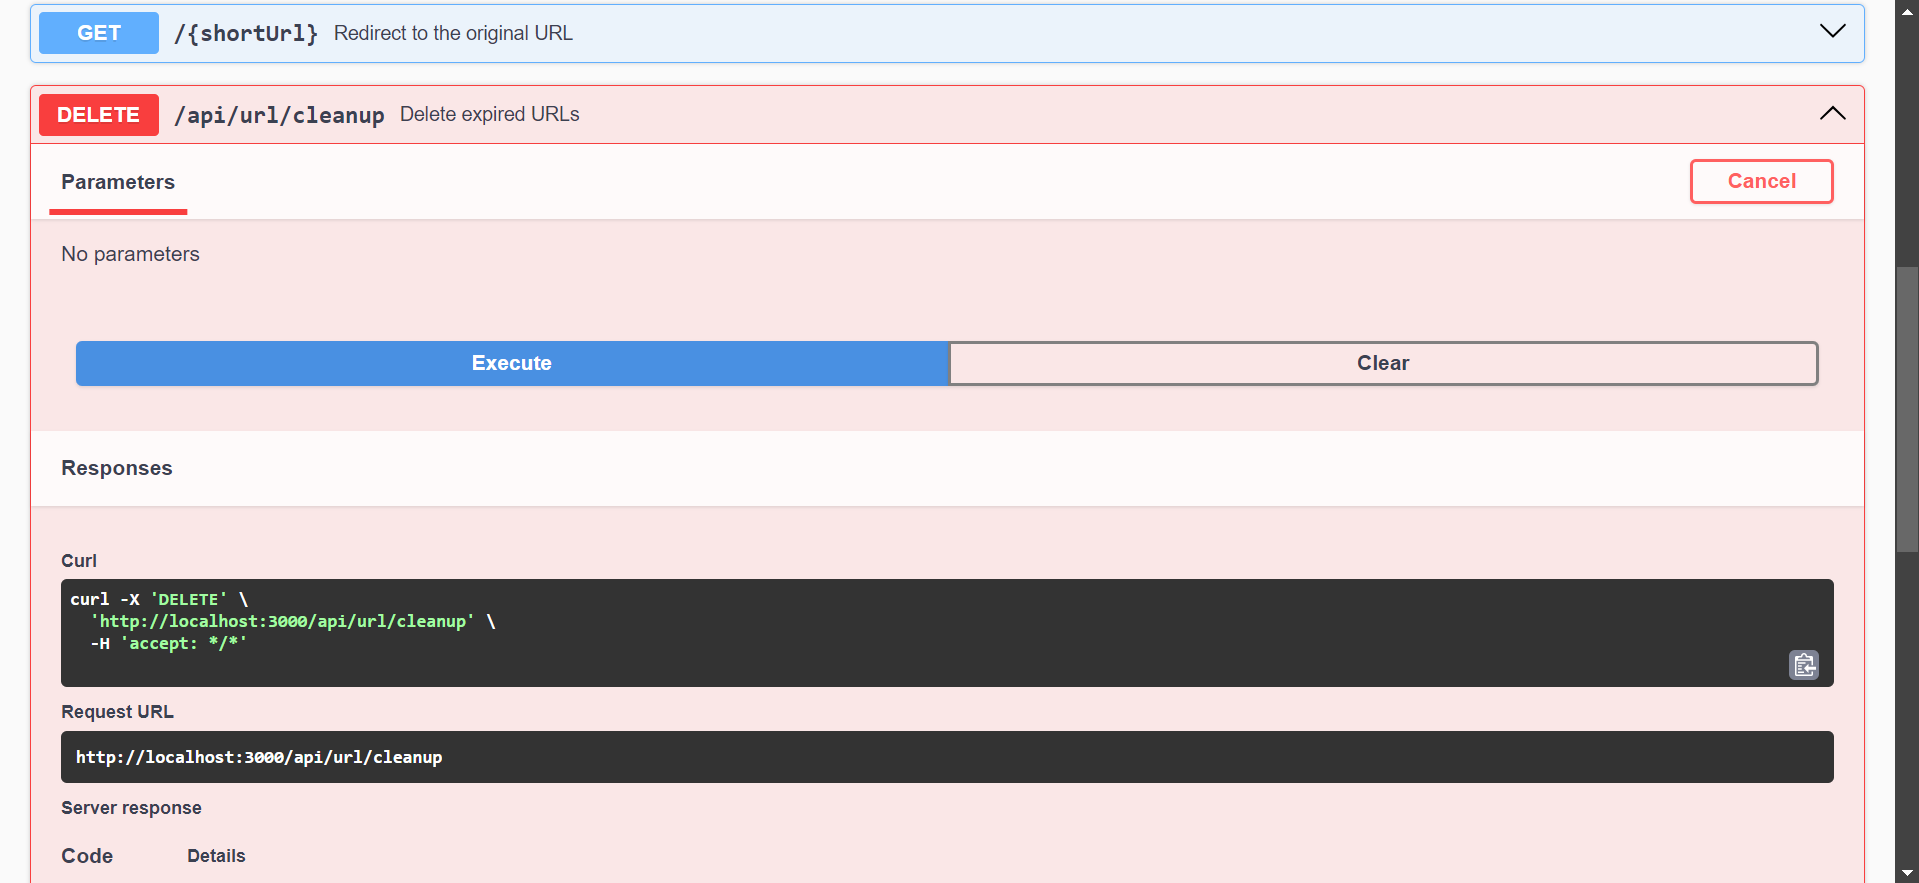 GET /{shortUrl} Redirect to the original URL
DELETE /api/url/cleanup Delete expired URLs
Parameters Cancel
No parameters
Execute Clear
Responses
Curl
curl -X 'DELETE' \
  'http://localhost:3000/api/url/cleanup' \
  -H 'accept: */*'
Request URL
http://localhost:3000/api/url/cleanup
Server response
Code Details